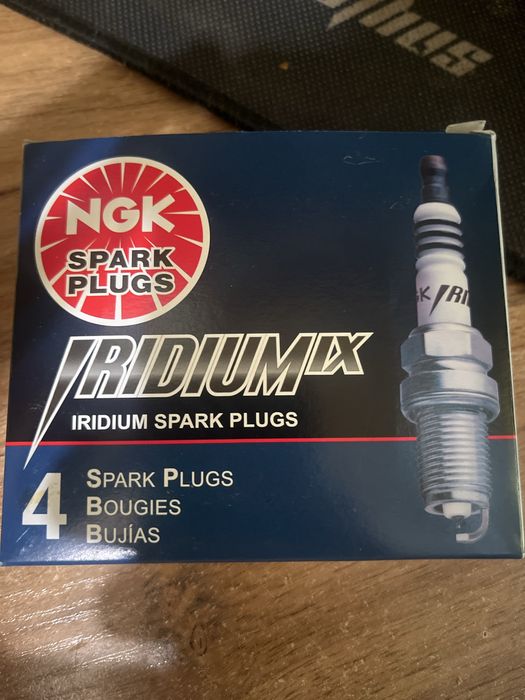 NGK
SPARK
PLUGS
IRIDIUM IX
IRIDIUM SPARK PLUGS
4 SPARK PLUGS
BOUGIES
BUJÍAS